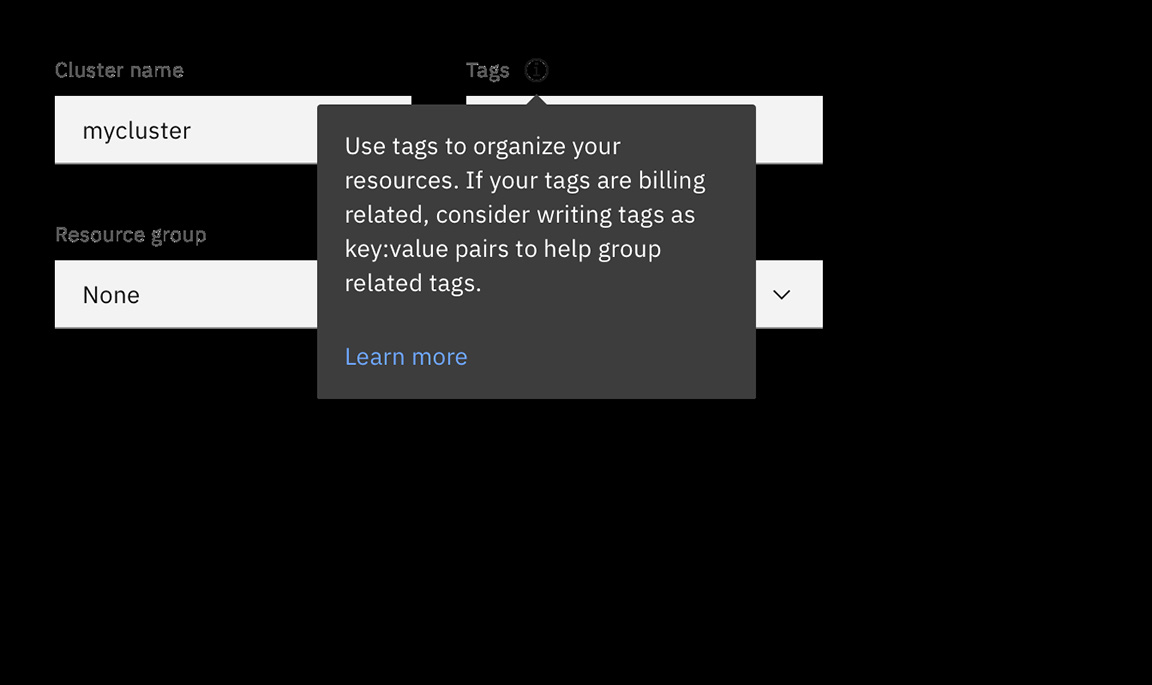 Cluster name
Tags
mycluster
Use tags to organize your
resources. If your tags are billing
related, consider writing tags as
key:value pairs to help group
related tags.
Learn more
Resource group
None